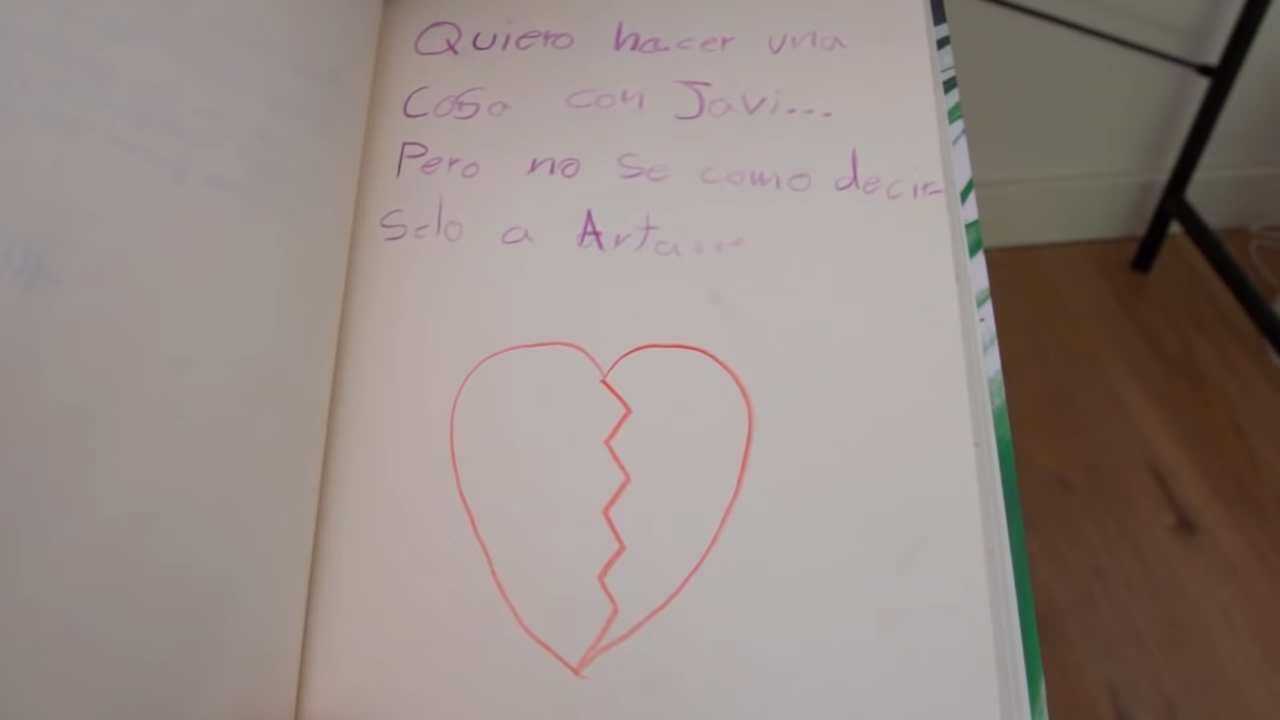 Quiero hacer una
Cosa con Javi...
Pero no se como decir
Selo a Arta...